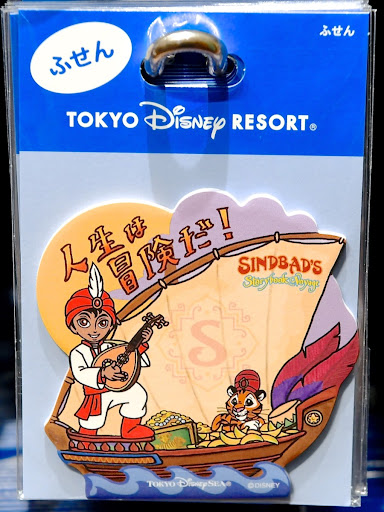 ふせん
ふせん
TOKYO Disney RESORT®
人生は
冒険だ!
SINDBAD'S
Storybook Voyage
S
TOKYO DISNEYSEA®
©DISNEY